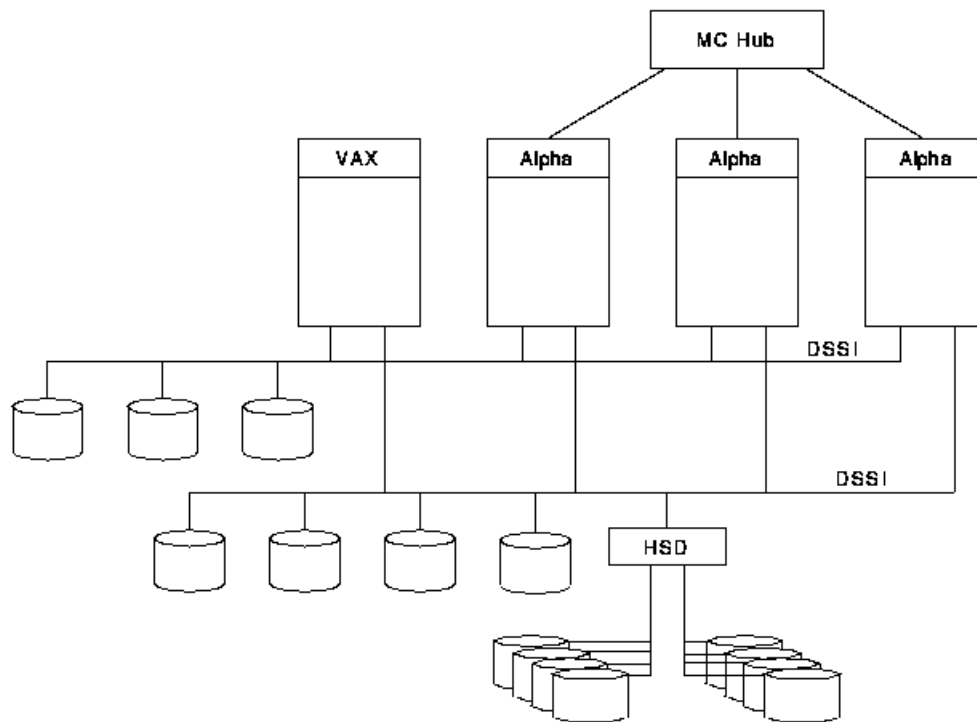 MC Hub
VAX
Alpha
Alpha
Alpha
DSSI
DSSI
HSD